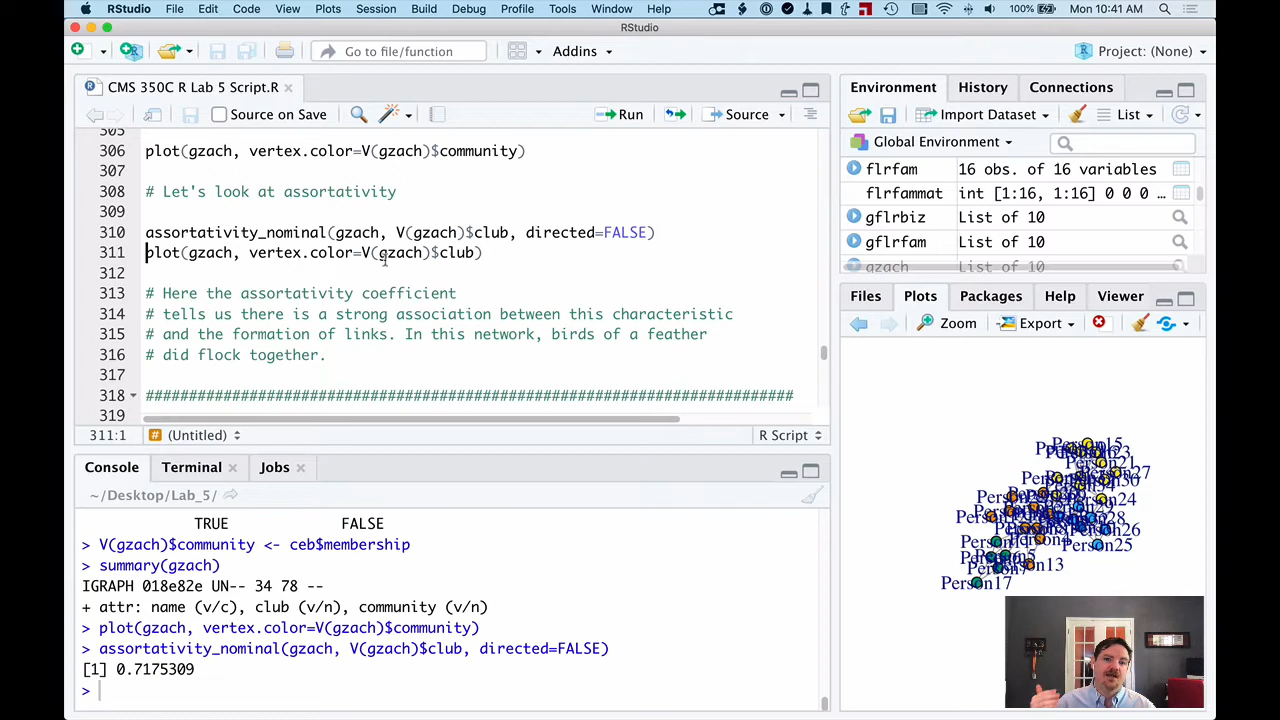 RStudio File Edit Code View Plots Session Build Debug Profile Tools Window Help 100% Mon 10:41 AM
RStudio
Go to file/function Addins Project: (None)
CMS 350C R Lab 5 Script.R
Source on Save Run Source
305
306 plot(gzach, vertex.color=V(gzach)$community)
307
308 # Let's look at assortativity
309
310 assortativity_nominal(gzach, V(gzach)$club, directed=FALSE)
311 plot(gzach, vertex.color=V(gzach)$club)
312
313 # Here the assortativity coefficient
314 # tells us there is a strong association between this characteristic
315 # and the formation of links. In this network, birds of a feather
316 # did flock together.
317
318 ###########################################################################
319
311:1 (Untitled) R Script
Console Terminal Jobs
~/Desktop/Lab_5/
TRUE FALSE
> V(gzach)$community <- ceb$membership
> summary(gzach)
IGRAPH 018e82e UN-- 34 78 --
+ attr: name (v/c), club (v/n), community (v/n)
> plot(gzach, vertex.color=V(gzach)$community)
> assortativity_nominal(gzach, V(gzach)$club, directed=FALSE)
[1] 0.7175309
>
Environment History Connections
Import Dataset List
Global Environment
flrfam 16 obs. of 16 variables
flrfammat int [1:16, 1:16] 0 0 0 …
gflrbiz List of 10
gflrfam List of 10
gzach List of 10
Files Plots Packages Help Viewer
Zoom Export
Person15
Person21
Person27
Person24
Person26
Person25
Person13
Person17